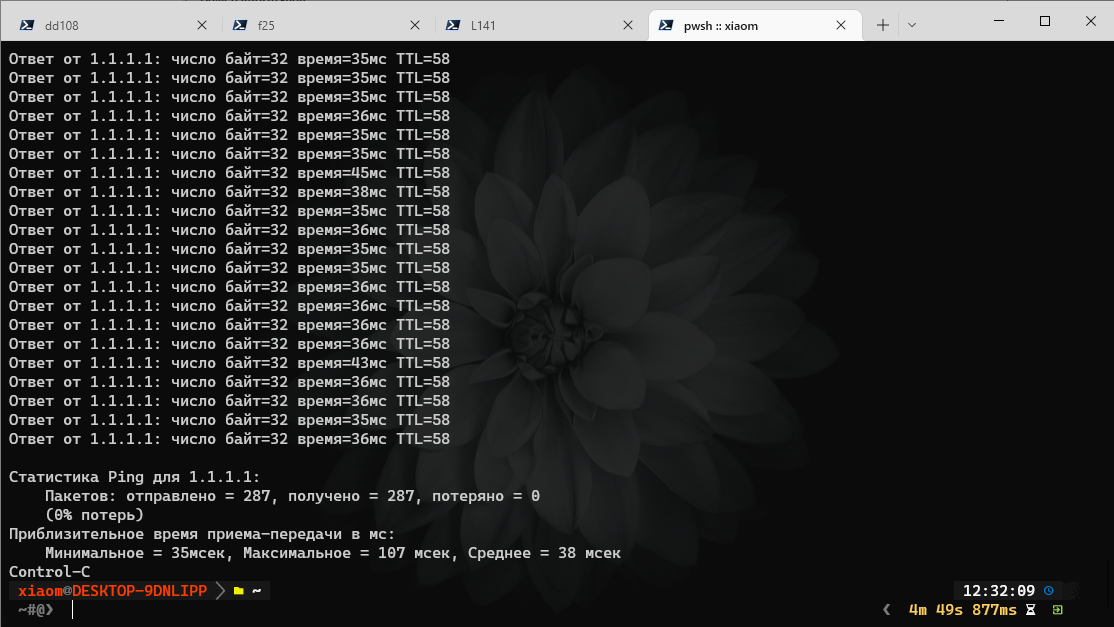 dd108
f25
L141
pwsh :: xiaom
Ответ от 1.1.1.1: число байт=32 время=35мс TTL=58
Ответ от 1.1.1.1: число байт=32 время=35мс TTL=58
Ответ от 1.1.1.1: число байт=32 время=35мс TTL=58
Ответ от 1.1.1.1: число байт=32 время=36мс TTL=58
Ответ от 1.1.1.1: число байт=32 время=35мс TTL=58
Ответ от 1.1.1.1: число байт=32 время=35мс TTL=58
Ответ от 1.1.1.1: число байт=32 время=45мс TTL=58
Ответ от 1.1.1.1: число байт=32 время=38мс TTL=58
Ответ от 1.1.1.1: число байт=32 время=35мс TTL=58
Ответ от 1.1.1.1: число байт=32 время=36мс TTL=58
Ответ от 1.1.1.1: число байт=32 время=35мс TTL=58
Ответ от 1.1.1.1: число байт=32 время=35мс TTL=58
Ответ от 1.1.1.1: число байт=32 время=36мс TTL=58
Ответ от 1.1.1.1: число байт=32 время=36мс TTL=58
Ответ от 1.1.1.1: число байт=32 время=36мс TTL=58
Ответ от 1.1.1.1: число байт=32 время=36мс TTL=58
Ответ от 1.1.1.1: число байт=32 время=43мс TTL=58
Ответ от 1.1.1.1: число байт=32 время=36мс TTL=58
Ответ от 1.1.1.1: число байт=32 время=36мс TTL=58
Ответ от 1.1.1.1: число байт=32 время=35мс TTL=58
Ответ от 1.1.1.1: число байт=32 время=36мс TTL=58
Статистика Ping для 1.1.1.1:
Пакетов: отправлено = 287, получено = 287, потеряно = 0
(0% потерь)
Приблизительное время приема-передачи в мс:
Минимальное = 35мсек, Максимальное = 107 мсек, Среднее = 38 мсек
Control-C
xiaom@DESKTOP-9DNLIPP ~ 12:32:09
~#@❯ ❮ 4m 49s 877ms